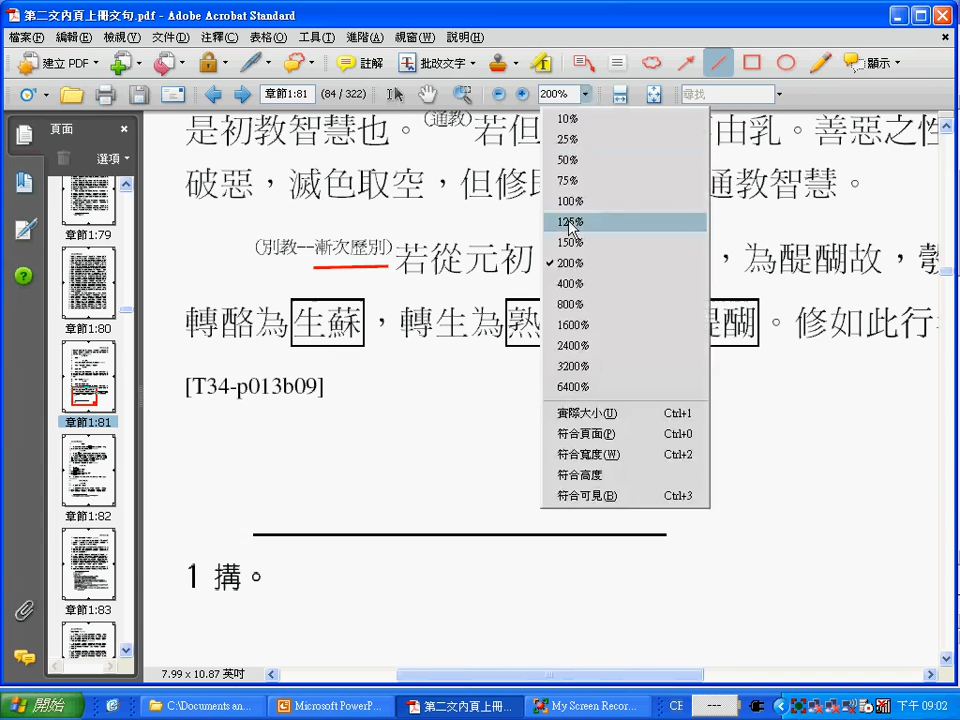 第二文內頁上冊文句.pdf - Adobe Acrobat Standard
檔案(F) 編輯(E) 檢視(V) 文件(D) 注釋(C) 表格(O) 工具(T) 進階(A) 視窗(W) 說明(H)
建立 PDF 註解 批改文字 顯示
章節1:81 (84 / 322) 200% 尋找
頁面
選項
章節1:79
章節1:80
章節1:81
章節1:82
章節1:83
是初教智慧也。(通教)若但 由乳。善惡之性
破惡，滅色取空，但修 通教智慧。
(別教--漸次歷別)若從元初 ，為醍醐故，
轉酪為生蘇，轉生為熟 醍醐。修如此行
[T34-p013b09]
1 搆。
10%
25%
50%
75%
100%
125%
150%
200%
400%
800%
1600%
2400%
3200%
6400%
實際大小(U) Ctrl+1
符合頁面(P) Ctrl+0
符合寬度(W) Ctrl+2
符合高度
符合可見(B) Ctrl+3
7.99 x 10.87 英吋
開始 C:\Documents an... Microsoft PowerP... 第二文內頁上冊... My Screen Recor... CE --- 下午 09:02